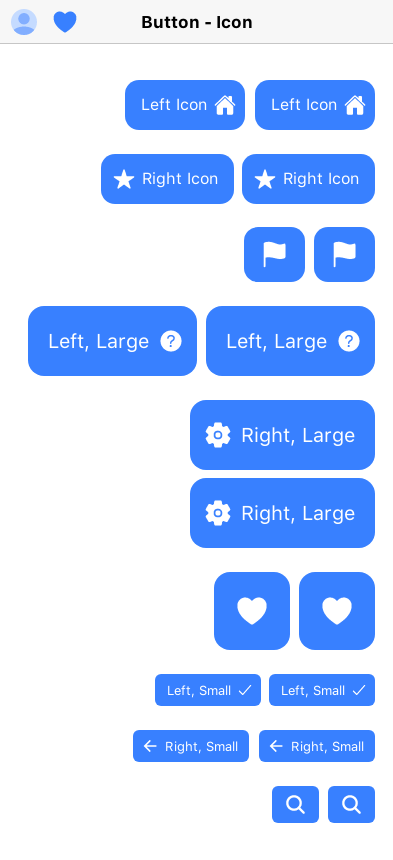 Button - Icon
Left Icon Left Icon
Right Icon Right Icon
Left, Large ? Left, Large ?
Right, Large
Right, Large
Left, Small Left, Small
Right, Small Right, Small